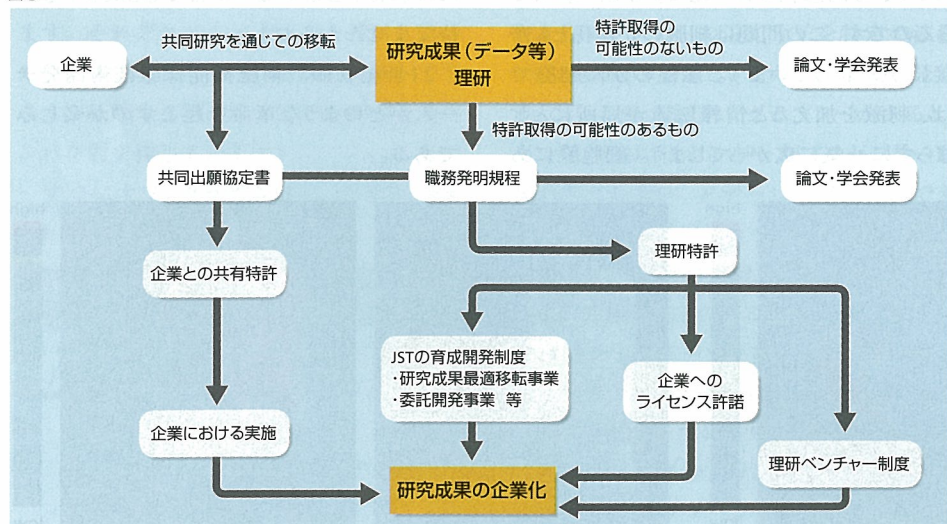 共同研究を通じての移転
企業
研究成果（データ等）
理研
特許取得の
可能性のないもの
論文・学会発表
特許取得の可能性のあるもの
共同出願協定書
職務発明規程
論文・学会発表
企業との共有特許
理研特許
JSTの育成開発制度
・研究成果最適移転事業
・委託開発事業 等
企業への
ライセンス許諾
企業における実施
理研ベンチャー制度
研究成果の企業化